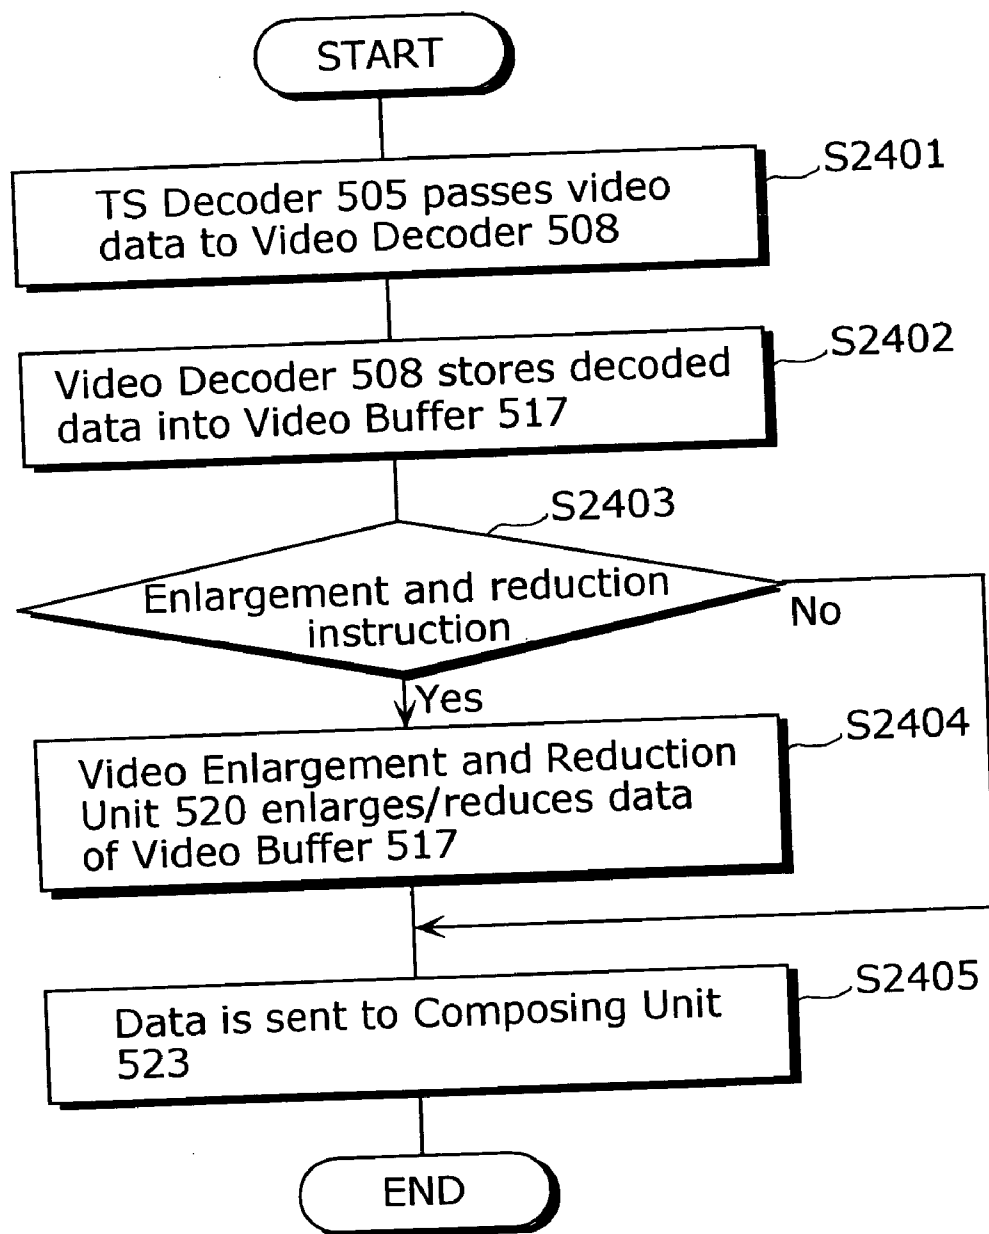 START
S2401
TS Decoder 505 passes video
data to Video Decoder 508
S2402
Video Decoder 508 stores decoded
data into Video Buffer 517
S2403
Enlargement and reduction
instruction
No
Yes
S2404
Video Enlargement and Reduction
Unit 520 enlarges/reduces data
of Video Buffer 517
S2405
Data is sent to Composing Unit
523
END